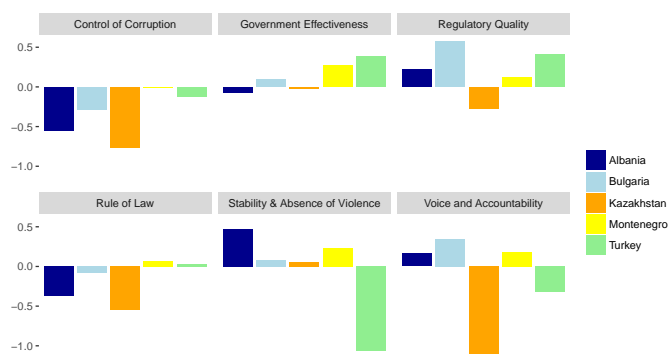 Control of Corruption
Government Effectiveness
Regulatory Quality
0.5
0.0
−0.5
−1.0
Albania
Bulgaria
Kazakhstan
Montenegro
Turkey
Rule of Law
Stability & Absence of Violence
Voice and Accountability
0.5
0.0
−0.5
−1.0